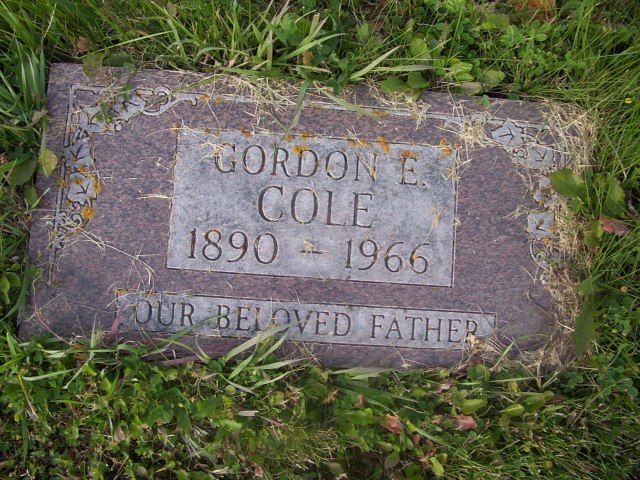 GORDON E.
COLE
1890 – 1966
OUR BELOVED FATHER